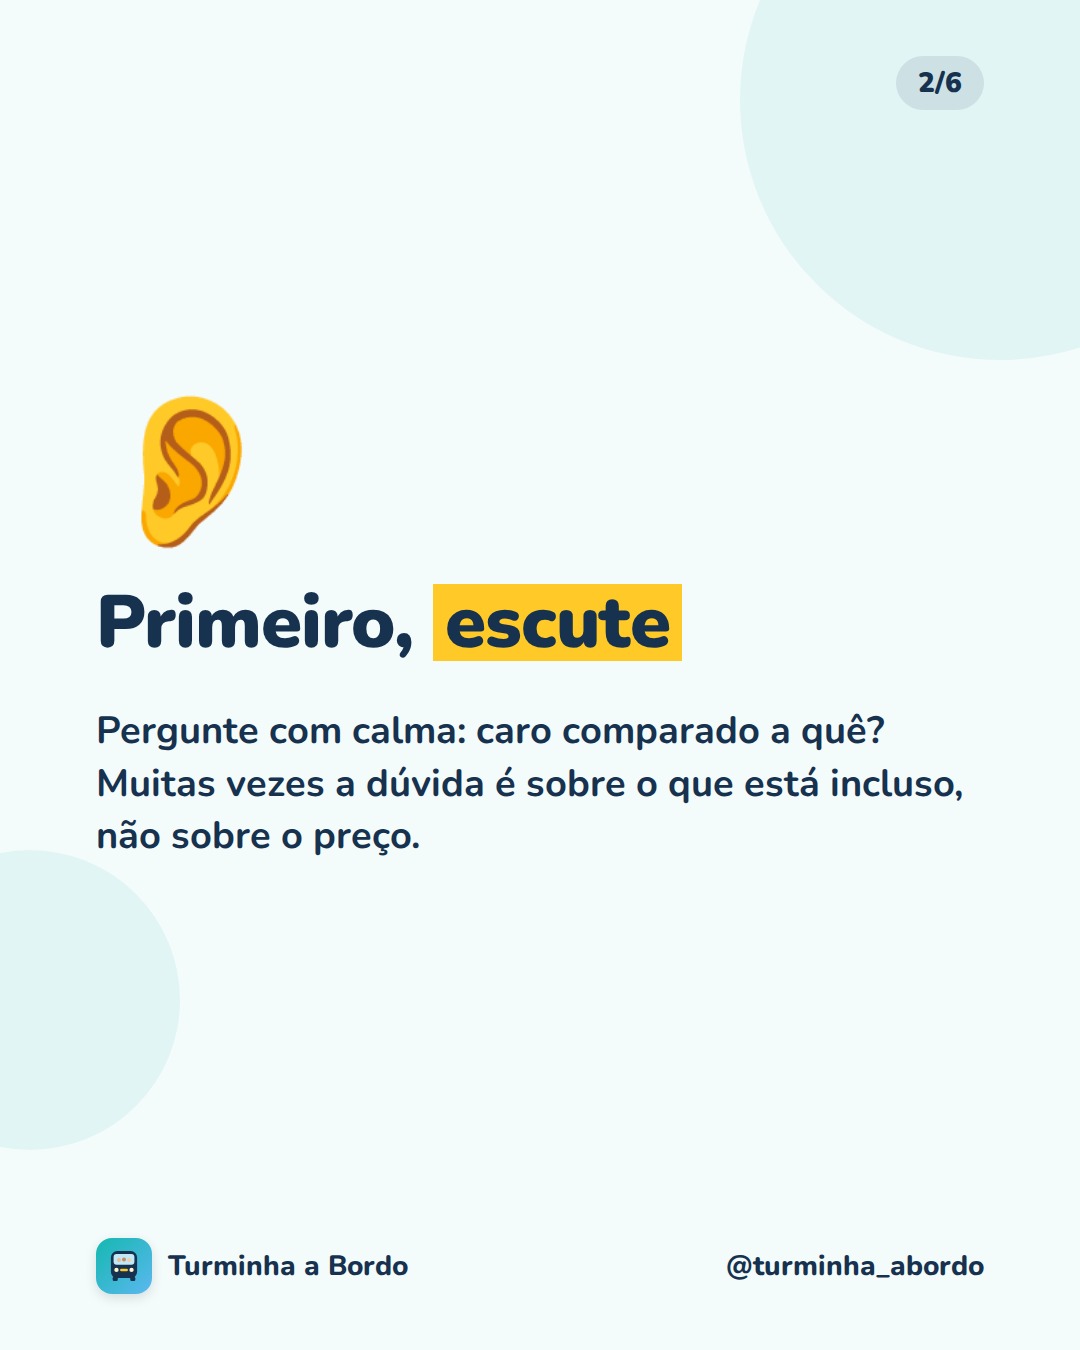 2/6
Primeiro, escute
Pergunte com calma: caro comparado a quê?
Muitas vezes a dúvida é sobre o que está incluso,
não sobre o preço.
Turminha a Bordo
@turminha_abordo